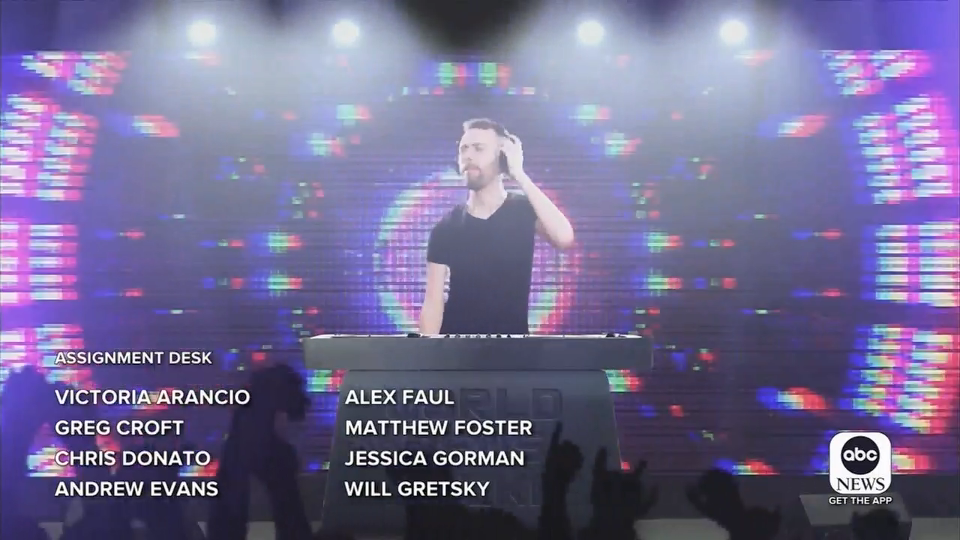 ASSIGNMENT DESK
VICTORIA ARANCIO
GREG CROFT
CHRIS DONATO
ANDREW EVANS
ALEX FAUL
MATTHEW FOSTER
JESSICA GORMAN
WILL GRETSKY
WORLD
abc
NEWS
GET THE APP